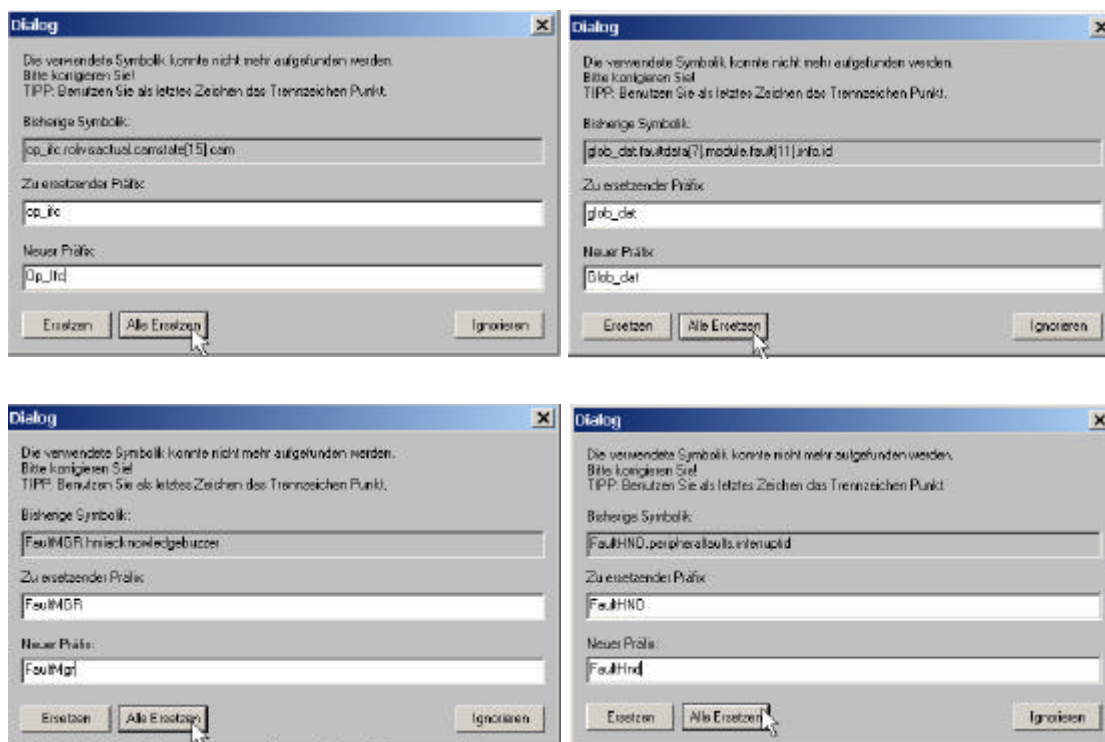 Dialog
Die verwendete Symbolik konnte nicht mehr aufgefunden werden.
Bitte korrigieren Sie!
TIPP: Benutzen Sie als letztes Zeichen das Trennzeichen Punkt.
Bisherige Symbolik:
op_ifc.rolvisactual.camstate[15].cam
Zu ersetzender Präfix:
op_ifc
Neuer Präfix:
Op_Ifc
Ersetzen
Alle Ersetzen
Ignorieren
Dialog
Die verwendete Symbolik konnte nicht mehr aufgefunden werden.
Bitte korrigieren Sie!
TIPP: Benutzen Sie als letztes Zeichen das Trennzeichen Punkt.
Bisherige Symbolik:
glob_dat.faultdata[7].module.fault[11].info.id
Zu ersetzender Präfix:
glob_dat
Neuer Präfix:
Glob_dat
Ersetzen
Alle Ersetzen
Ignorieren
Dialog
Die verwendete Symbolik konnte nicht mehr aufgefunden werden.
Bitte korrigieren Sie!
TIPP: Benutzen Sie als letztes Zeichen das Trennzeichen Punkt.
Bisherige Symbolik:
FaultMGR.hmiacknowledgebuzzer
Zu ersetzender Präfix:
FaultMGR
Neuer Präfix:
FaultMgr
Ersetzen
Alle Ersetzen
Ignorieren
Dialog
Die verwendete Symbolik konnte nicht mehr aufgefunden werden.
Bitte korrigieren Sie!
TIPP: Benutzen Sie als letztes Zeichen das Trennzeichen Punkt.
Bisherige Symbolik:
FaultHND.peripheralfaults.interruptid
Zu ersetzender Präfix:
FaultHND
Neuer Präfix:
FaultHnd
Ersetzen
Alle Ersetzen
Ignorieren